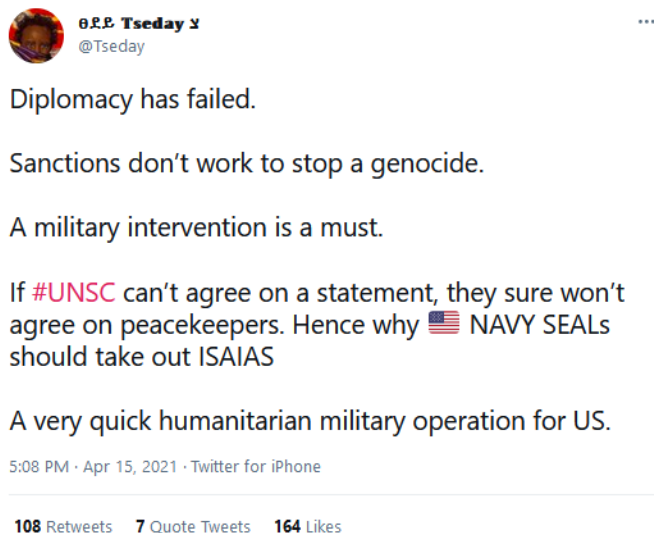 ፀደይ Tseday
@Tseday
Diplomacy has failed.
Sanctions don’t work to stop a genocide.
A military intervention is a must.
If #UNSC can’t agree on a statement, they sure won’t
agree on peacekeepers. Hence why 🇺🇸 NAVY SEALs
should take out ISAIAS
A very quick humanitarian military operation for US.
5:08 PM · Apr 15, 2021 · Twitter for iPhone
108 Retweets 7 Quote Tweets 164 Likes